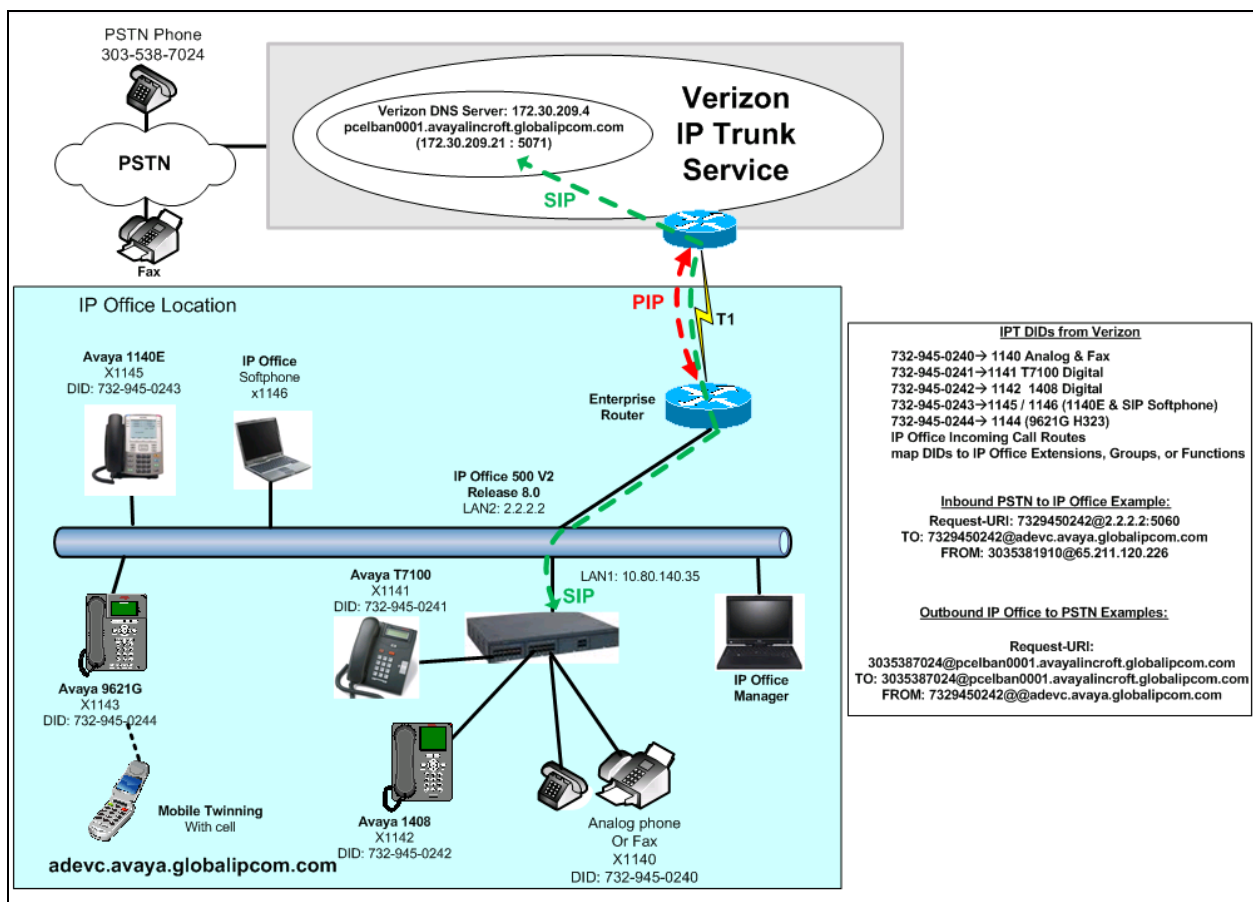 PSTN Phone
303-538-7024
PSTN
Fax
Verizon DNS Server: 172.30.209.4
pcelban0001.avayalincroft.globalipcom.com
(172.30.209.21 : 5071)
Verizon
IP Trunk
Service
SIP
PIP
T1
Enterprise
Router
IP Office Location
Avaya 1140E
X1145
DID: 732-945-0243
IP Office
Softphone
x1146
IP Office 500 V2
Release 8.0
LAN2: 2.2.2.2
LAN1: 10.80.140.35
SIP
Avaya T7100
X1141
DID: 732-945-0241
IP Office
Manager
Avaya 9621G
X1143
DID: 732-945-0244
Mobile Twinning
With cell
Avaya 1408
X1142
DID: 732-945-0242
Analog phone
Or Fax
X1140
DID: 732-945-0240
adevc.avaya.globalipcom.com
IPT DIDs from Verizon
732-945-0240→ 1140 Analog & Fax
732-945-0241→1141 T7100 Digital
732-945-0242→ 1142 1408 Digital
732-945-0243→1145 / 1146 (1140E & SIP Softphone)
732-945-0244→ 1144 (9621G H323)
IP Office Incoming Call Routes
map DIDs to IP Office Extensions, Groups, or Functions
Inbound PSTN to IP Office Example:
Request-URI: 7329450242@2.2.2.2:5060
TO: 7329450242@adevc.avaya.globalipcom.com
FROM: 3035381910@65.211.120.226
Outbound IP Office to PSTN Examples:
Request-URI:
3035387024@pcelban0001.avayalincroft.globalipcom.com
TO: 3035387024@pcelban0001.avayalincroft.globalipcom.com
FROM: 7329450242@@adevc.avaya.globalipcom.com